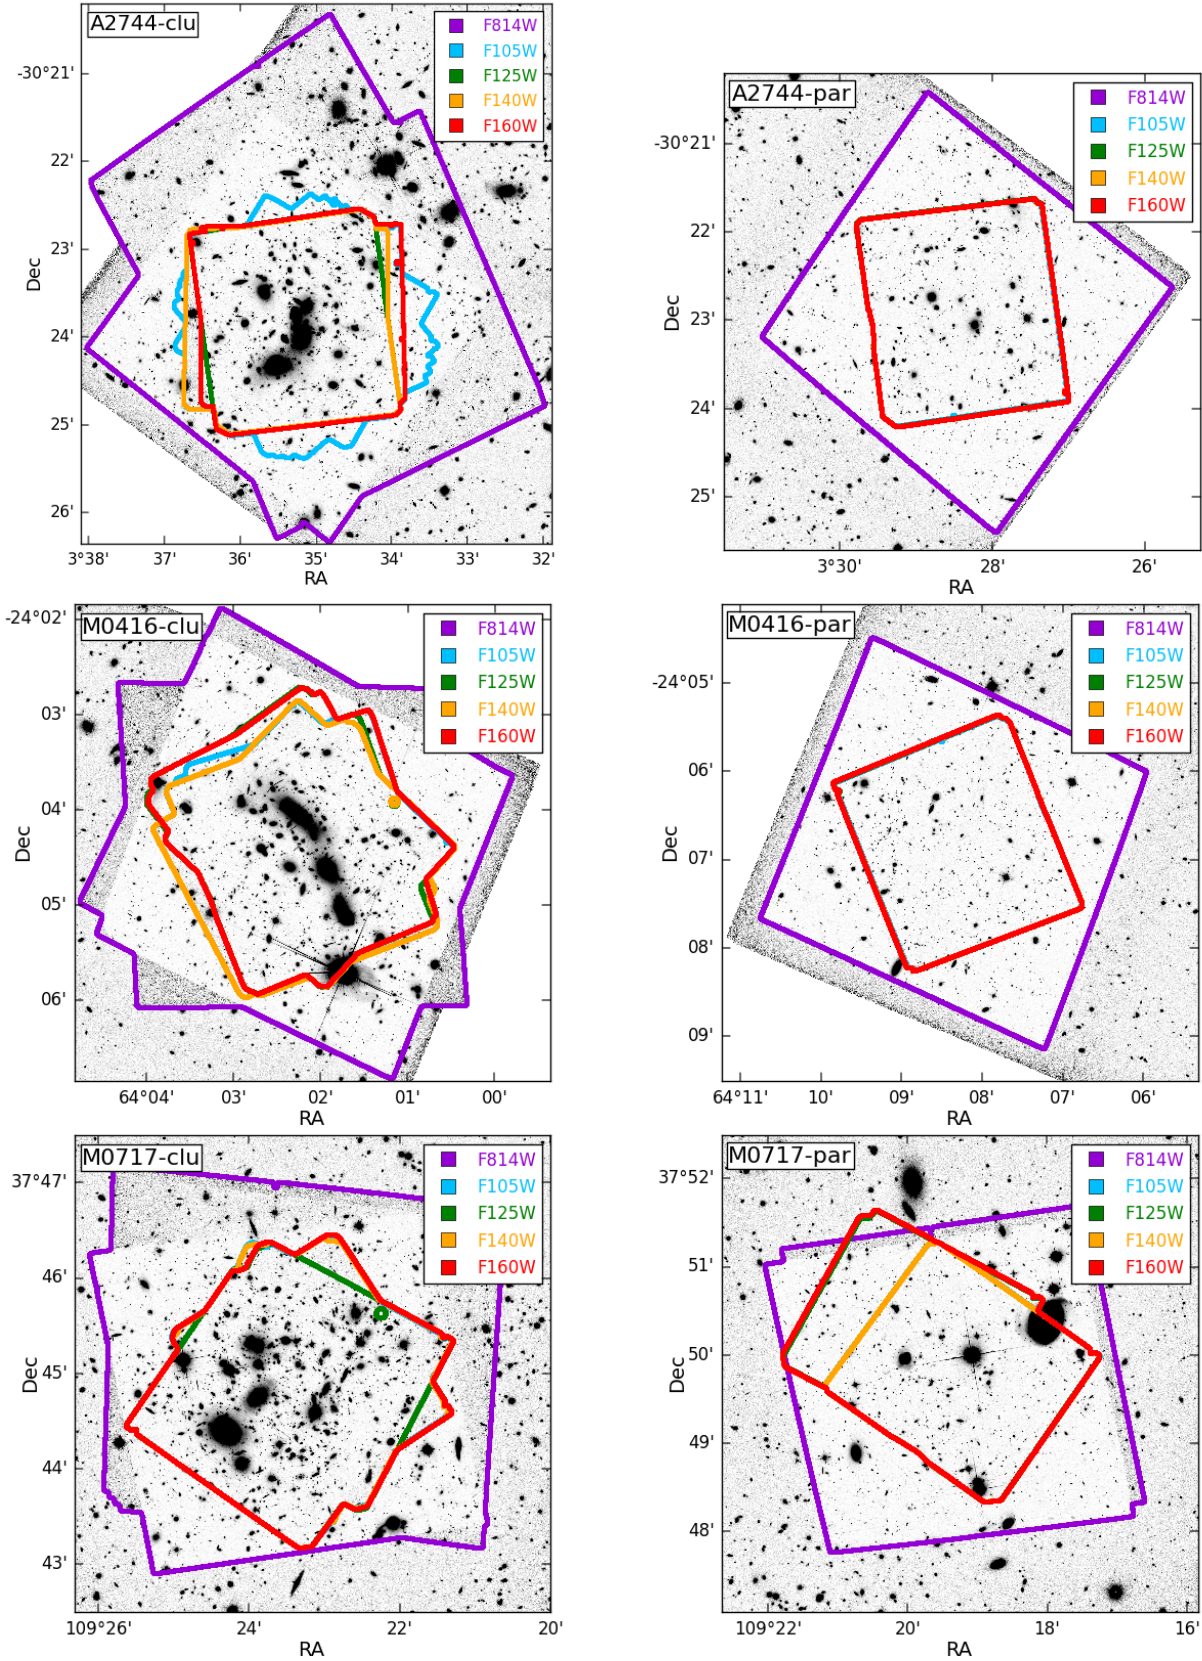 A2744-clu
F814W
F105W
F125W
F140W
F160W
-30°21'
22'
23'
24'
25'
26'
Dec
3°38'
37'
36'
35'
34'
33'
32'
RA
A2744-par
F814W
F105W
F125W
F140W
F160W
-30°21'
22'
23'
24'
25'
Dec
3°30'
28'
26'
RA
M0416-clu
F814W
F105W
F125W
F140W
F160W
-24°02'
03'
04'
05'
06'
Dec
64°04'
03'
02'
01'
00'
RA
M0416-par
F814W
F105W
F125W
F140W
F160W
-24°05'
06'
07'
08'
09'
Dec
64°11'
10'
09'
08'
07'
06'
RA
M0717-clu
F814W
F105W
F125W
F140W
F160W
37°47'
46'
45'
44'
43'
Dec
109°26'
24'
22'
20'
RA
M0717-par
F814W
F105W
F125W
F140W
F160W
37°52'
51'
50'
49'
48'
Dec
109°22'
20'
18'
16'
RA